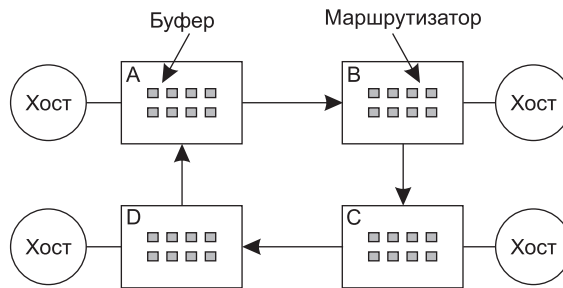 Буфер
Маршрутизатор
A
B
Хост
Хост
D
C
Хост
Хост